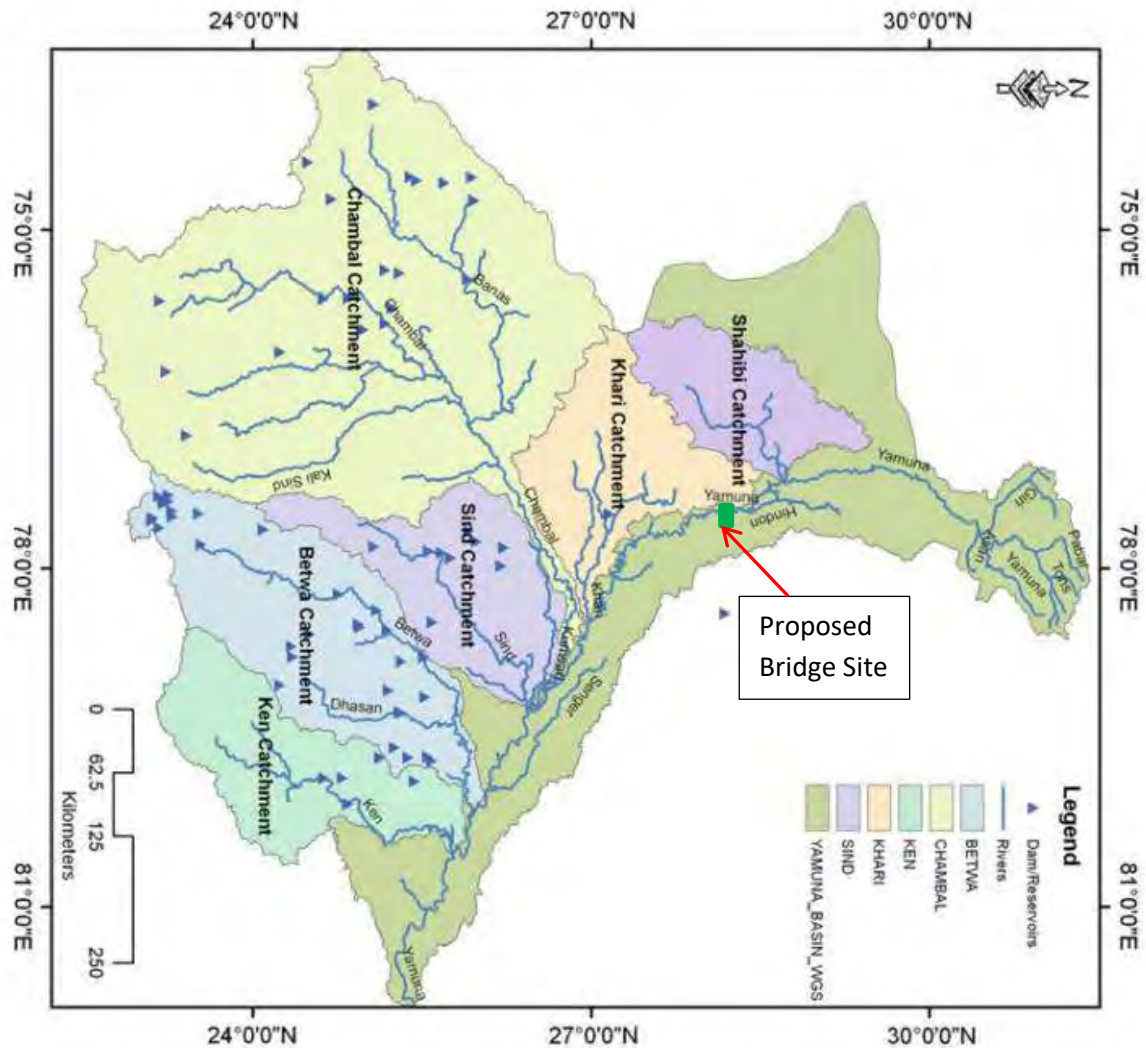 24°0'0"N
27°0'0"N
30°0'0"N
N
75°0'0"E
75°0'0"E
78°0'0"E
78°0'0"E
81°0'0"E
81°0'0"E
Chambal Catchment
Chambal
Banas
Kali Sind
Chambal
Shahibi Catchment
Khari Catchment
Yamuna
Yamuna
Hindon
Giri
Pabar
Tons
Yamuna
Sind Catchment
Sind
Khari
Senger
Betwa Catchment
Betwa
Dhasan
Ken Catchment
Ken
Yamuna
Proposed
Bridge Site
0
62.5
125
250
Kilometers
Legend
Dam/Reservoirs
Rivers
BETWA
CHAMBAL
KEN
KHARI
SIND
YAMUNA_BASIN_WGS
24°0'0"N
27°0'0"N
30°0'0"N